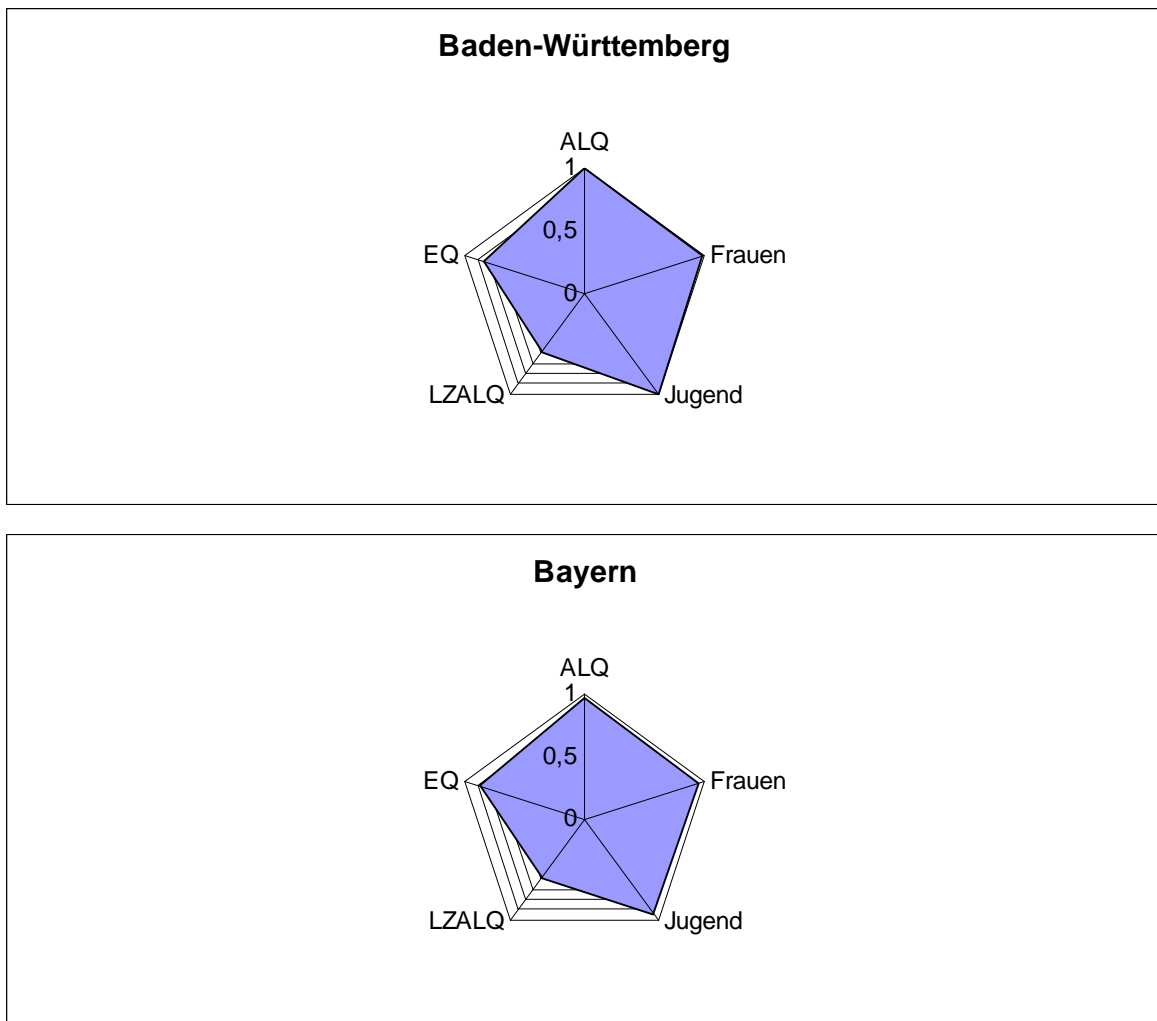 Baden-Württemberg
ALQ
1
0,5
EQ
Frauen
0
LZALQ
Jugend
Bayern
ALQ
1
0,5
EQ
Frauen
0
LZALQ
Jugend